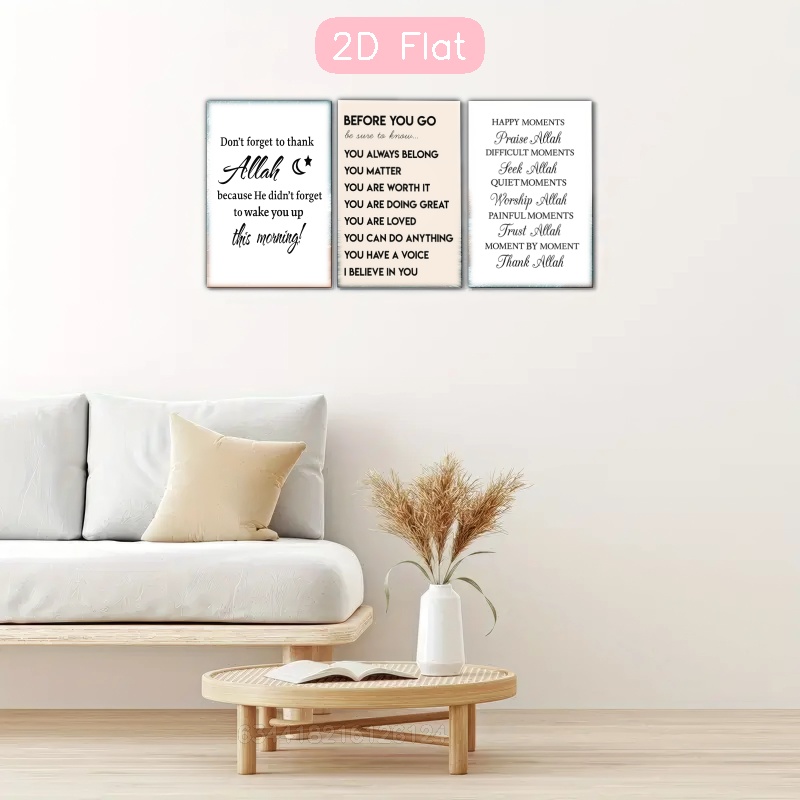 2D Flat
Don't forget to thank
Allah
because He didn't forget
to wake you up
this morning!
BEFORE YOU GO
be sure to know...
YOU ALWAYS BELONG
YOU MATTER
YOU ARE WORTH IT
YOU ARE DOING GREAT
YOU ARE LOVED
YOU CAN DO ANYTHING
YOU HAVE A VOICE
I BELIEVE IN YOU
HAPPY MOMENTS
Praise Allah
DIFFICULT MOMENTS
Seek Allah
QUIET MOMENTS
Worship Allah
PAINFUL MOMENTS
Trust Allah
MOMENT BY MOMENT
Thank Allah